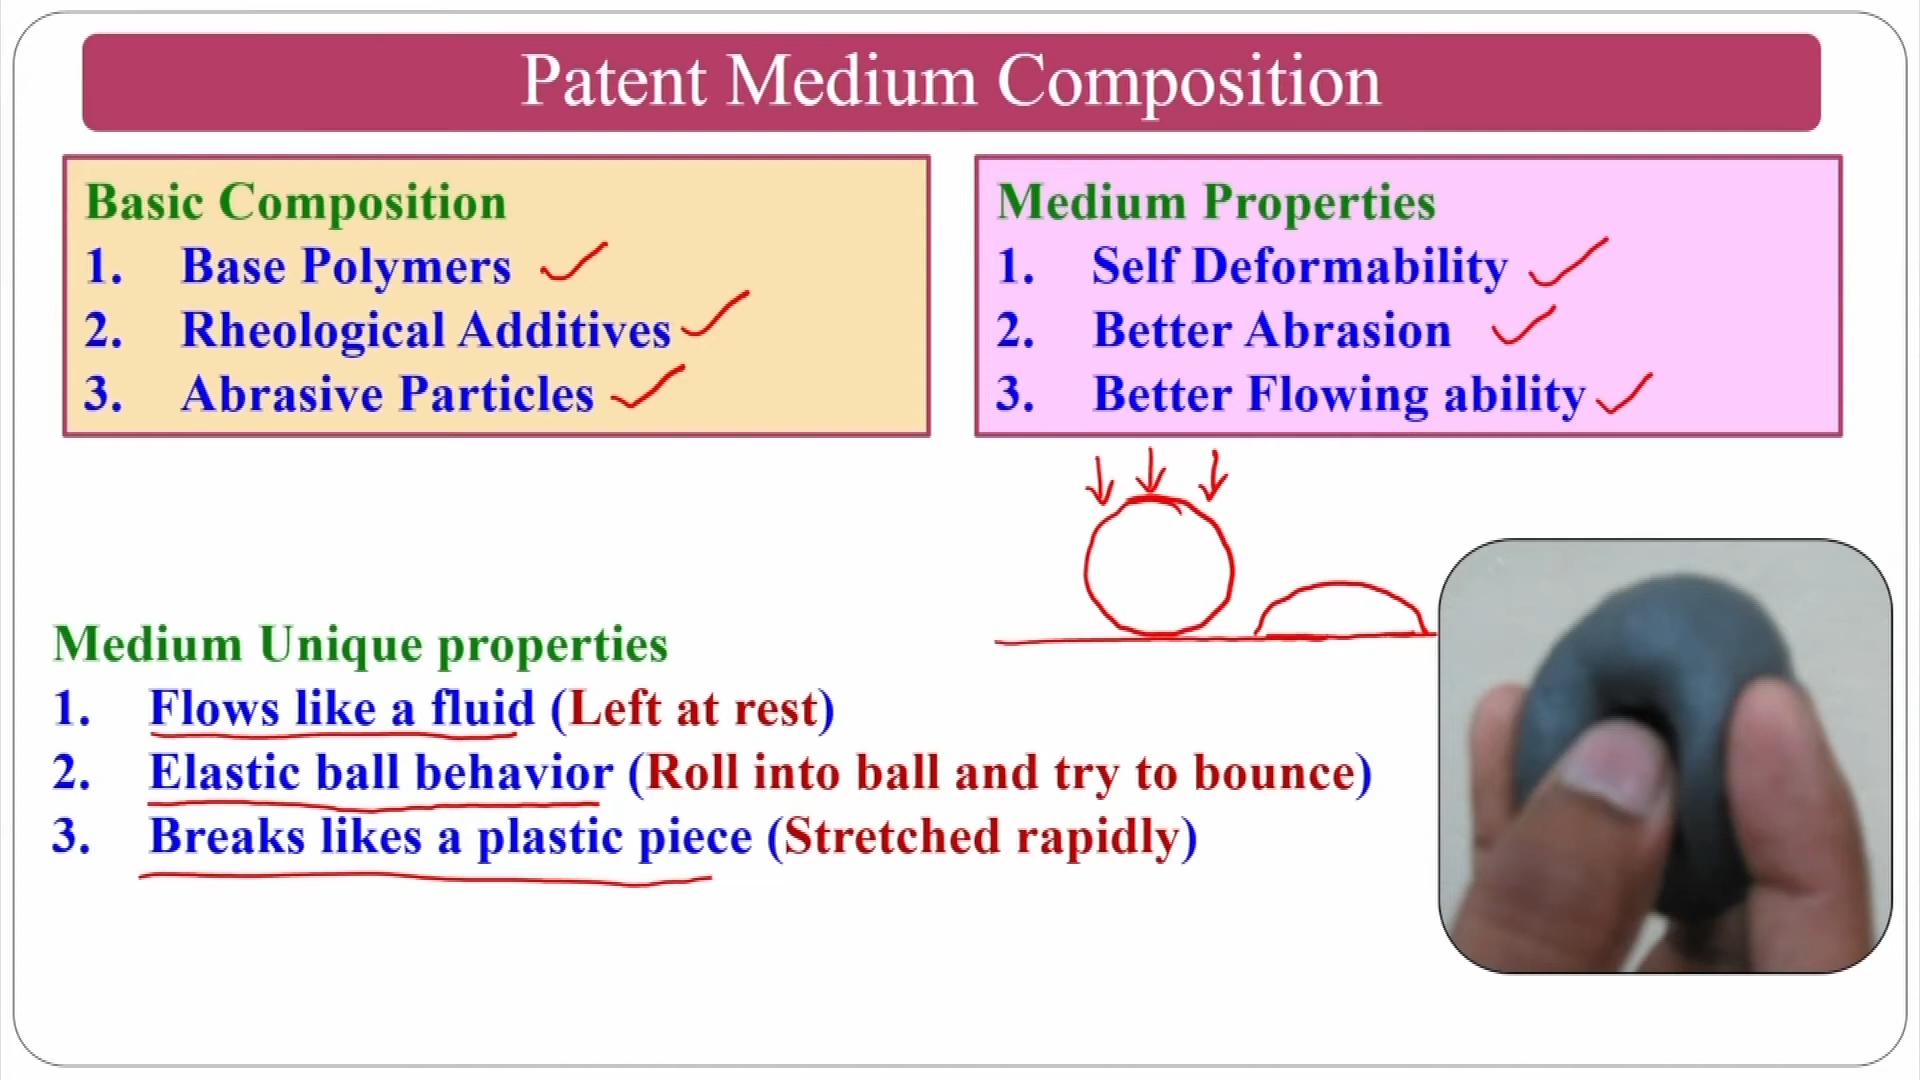 Patent Medium Composition
Basic Composition
1. Base Polymers
2. Rheological Additives
3. Abrasive Particles
Medium Properties
1. Self Deformability
2. Better Abrasion
3. Better Flowing ability
Medium Unique properties
1. Flows like a fluid (Left at rest)
2. Elastic ball behavior (Roll into ball and try to bounce)
3. Breaks likes a plastic piece (Stretched rapidly)